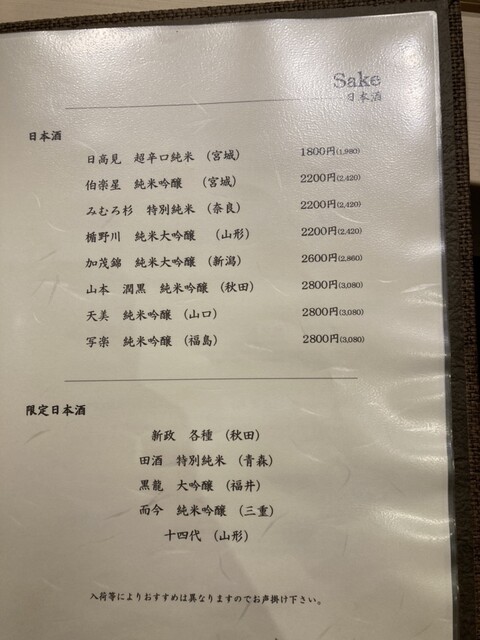 Sake
日本酒
日本酒
日高見 超辛口純米 (宮城) 1800円(1,980)
伯楽星 純米吟醸 (宮城) 2200円(2,420)
みむろ杉 特別純米 (奈良) 2200円(2,420)
楯野川 純米大吟醸 (山形) 2200円(2,420)
加茂錦 純米大吟醸 (新潟) 2600円(2,860)
山本 潤黒 純米吟醸 (秋田) 2800円(3,080)
天美 純米吟醸 (山口) 2800円(3,080)
写楽 純米吟醸 (福島) 2800円(3,080)
限定日本酒
新政 各種 (秋田)
田酒 特別純米 (青森)
黒龍 大吟醸 (福井)
而今 純米吟醸 (三重)
十四代 (山形)
入荷等によりおすすめは異なりますのでお声掛け下さい。